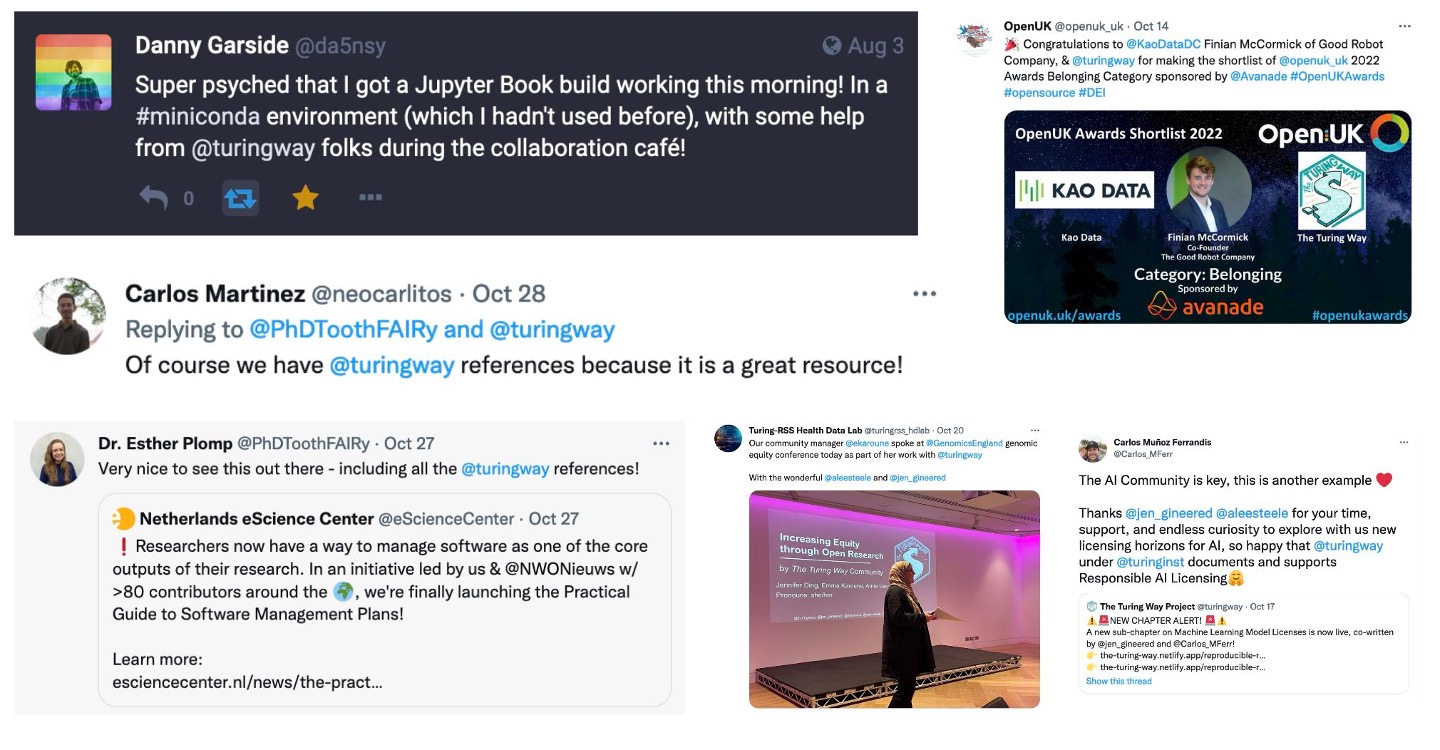 Danny Garside @da5nsy Aug 3
Super psyched that I got a Jupyter Book build working this morning! In a
#miniconda environment (which I hadn't used before), with some help
from @turingway folks during the collaboration café!
0
OpenUK @openuk_uk · Oct 14
🎉 Congratulations to @KaoDataDC Finian McCormick of Good Robot
Company, & @turingway for making the shortlist of @openuk_uk 2022
Awards Belonging Category sponsored by @Avanade #OpenUKAwards
#opensource #DEI
OpenUK Awards Shortlist 2022
Open:UK
KAO DATA
The TURING WAY
Kao Data
Finian McCormick
Co-Founder
The Good Robot Company
The Turing Way
Category: Belonging
Sponsored by
avanade
openuk.uk/awards
#openukawards
Carlos Martinez @neocarlitos · Oct 28
Replying to @PhDToothFAIRy and @turingway
Of course we have @turingway references because it is a great resource!
Dr. Esther Plomp @PhDToothFAIRy · Oct 27
Very nice to see this out there - including all the @turingway references!
Netherlands eScience Center @eScienceCenter · Oct 27
❗ Researchers now have a way to manage software as one of the core
outputs of their research. In an initiative led by us & @NWONieuws w/
>80 contributors around the 🌍, we're finally launching the Practical
Guide to Software Management Plans!
Learn more:
esciencecenter.nl/news/the-pract...
Turing-RSS Health Data Lab @turingrss_hdlab · Oct 20
Our community manager @ekaroune spoke at @GenomicsEngland genomic
equity conference today as part of her work with @turingway
With the wonderful @aleesteele and @jen_gineered
Increasing Equity
through Open Research
by The Turing Way Community
Jennifer Ding, Emma Karoune, Anne
Pronouns: she/her
Carlos Muñoz Ferrandis
@Carlos_MFerr
The AI Community is key, this is another example ❤️
Thanks @jen_gineered @aleesteele for your time,
support, and endless curiosity to explore with us new
licensing horizons for AI, so happy that @turingway
under @turinginst documents and supports
Responsible AI Licensing🤗
The Turing Way Project @turingway · Oct 17
⚠️🚨NEW CHAPTER ALERT! 🚨⚠️
A new sub-chapter on Machine Learning Model Licenses is now live, co-written
by @jen_gineered and @Carlos_MFerr!
👉 the-turing-way.netlify.app/reproducible-r...
👉 the-turing-way.netlify.app/reproducible-r...
Show this thread